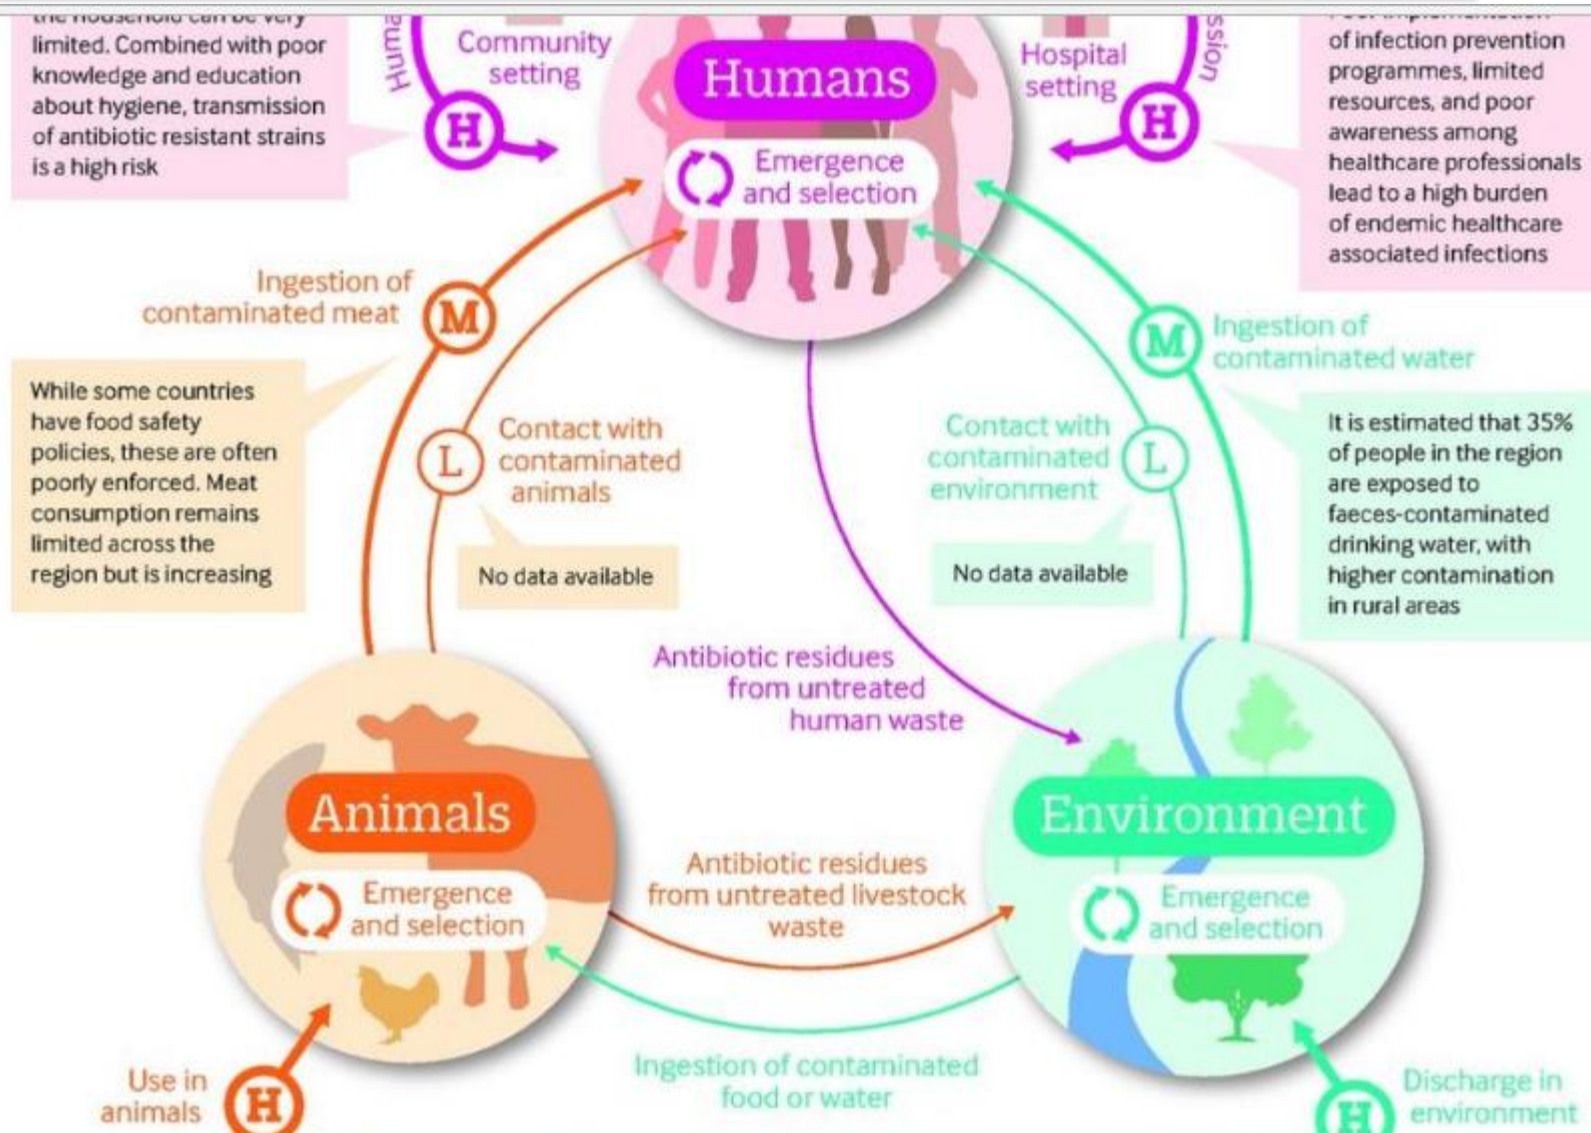 the household can be very
limited. Combined with poor
knowledge and education
about hygiene, transmission
of antibiotic resistant strains
is a high risk
Huma
Community
setting
H
Humans
Emergence
and selection
Hospital
setting
ssion
H
of infection prevention
programmes, limited
resources, and poor
awareness among
healthcare professionals
lead to a high burden
of endemic healthcare
associated infections
Ingestion of
contaminated meat
M
While some countries
have food safety
policies, these are often
poorly enforced. Meat
consumption remains
limited across the
region but is increasing
L
Contact with
contaminated
animals
No data available
M
Ingestion of
contaminated water
Contact with
contaminated
environment
L
No data available
It is estimated that 35%
of people in the region
are exposed to
faeces-contaminated
drinking water, with
higher contamination
in rural areas
Antibiotic residues
from untreated
human waste
Animals
Emergence
and selection
Antibiotic residues
from untreated livestock
waste
Environment
Emergence
and selection
Ingestion of contaminated
food or water
Use in
animals
H
Discharge in
environment
H